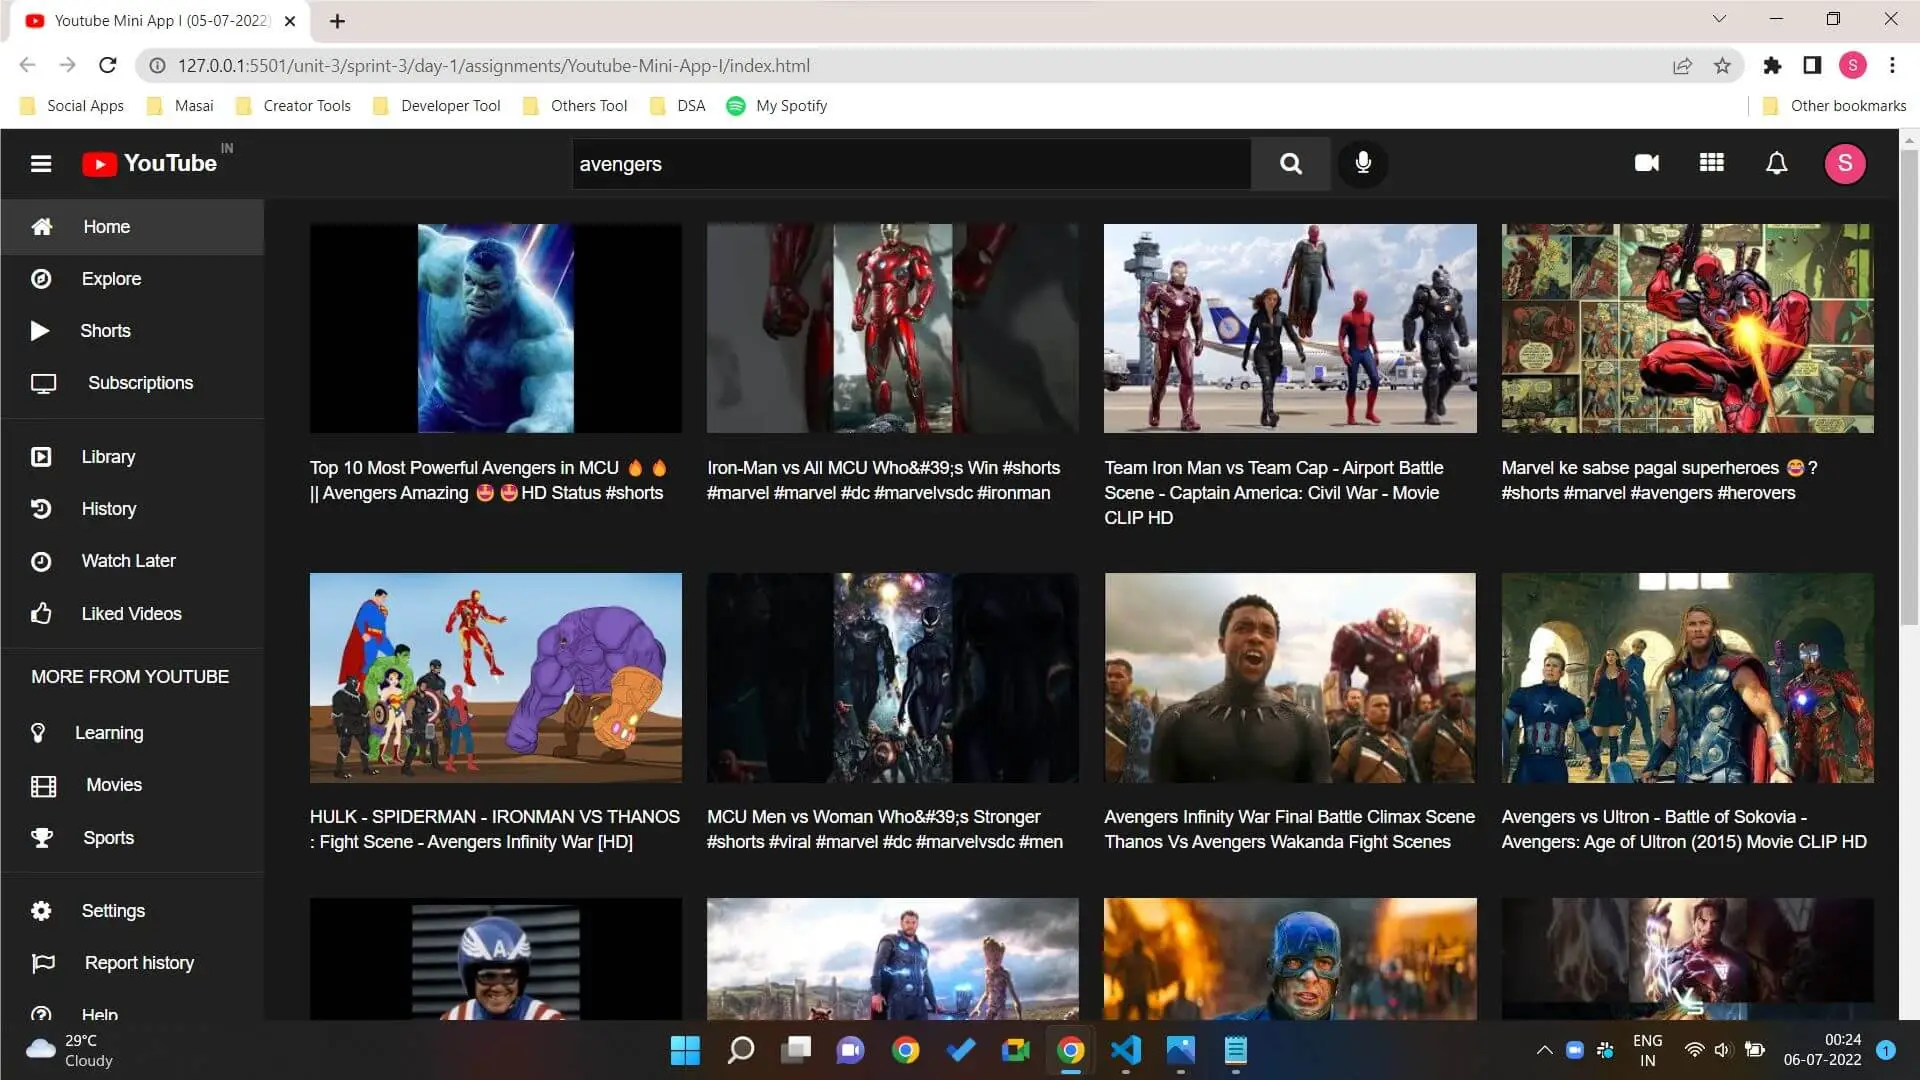 Youtube Mini App I (05-07-2022)
127.0.0.1:5501/unit-3/sprint-3/day-1/assignments/Youtube-Mini-App-I/index.html
S
Social Apps
Masai
Creator Tools
Developer Tool
Others Tool
DSA
My Spotify
Other bookmarks
YouTube IN
avengers
S
Home
Explore
Shorts
Subscriptions
Library
History
Watch Later
Liked Videos
MORE FROM YOUTUBE
Learning
Movies
Sports
Settings
Report history
Help
Top 10 Most Powerful Avengers in MCU 🔥 🔥
|| Avengers Amazing 🤩 🤩 HD Status #shorts
Iron-Man vs All MCU Who&#39;s Win #shorts
#marvel #marvel #dc #marvelvsdc #ironman
Team Iron Man vs Team Cap - Airport Battle
Scene - Captain America: Civil War - Movie
CLIP HD
Marvel ke sabse pagal superheroes 😂 ?
#shorts #marvel #avengers #herovers
HULK - SPIDERMAN - IRONMAN VS THANOS
: Fight Scene - Avengers Infinity War [HD]
MCU Men vs Woman Who&#39;s Stronger
#shorts #viral #marvel #dc #marvelvsdc #men
Avengers Infinity War Final Battle Climax Scene
Thanos Vs Avengers Wakanda Fight Scenes
Avengers vs Ultron - Battle of Sokovia -
Avengers: Age of Ultron (2015) Movie CLIP HD
A
A
Vs
29°C
Cloudy
ENG
IN
00:24
06-07-2022
1